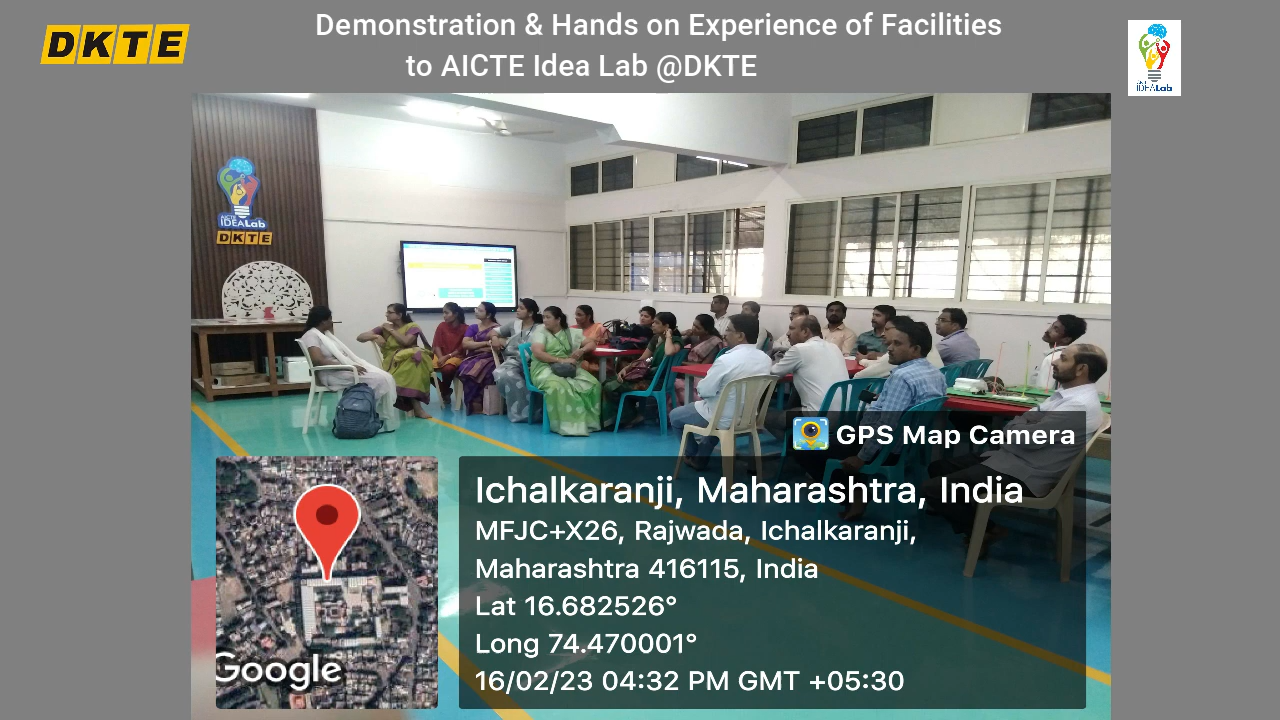 DKTE
Demonstration & Hands on Experience of Facilities
to AICTE Idea Lab @DKTE
IDEALab
AICTE
IDEALab
DKTE
GPS Map Camera
Google
Ichalkaranji, Maharashtra, India
MFJC+X26, Rajwada, Ichalkaranji,
Maharashtra 416115, India
Lat 16.682526°
Long 74.470001°
16/02/23 04:32 PM GMT +05:30